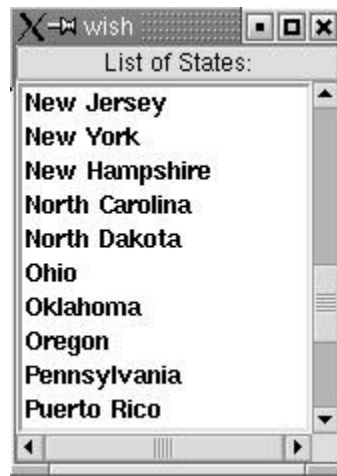 wish
List of States:
New Jersey
New York
New Hampshire
North Carolina
North Dakota
Ohio
Oklahoma
Oregon
Pennsylvania
Puerto Rico